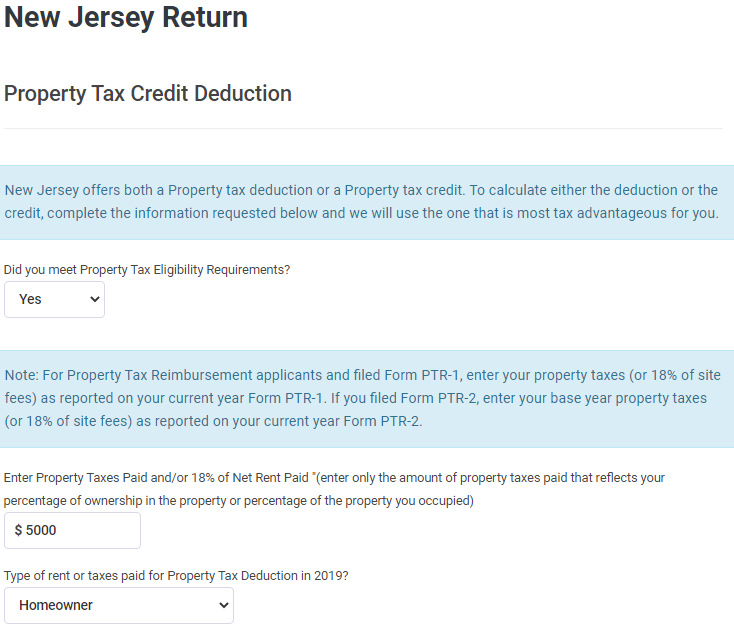 New Jersey Return
Property Tax Credit Deduction
New Jersey offers both a Property tax deduction or a Property tax credit. To calculate either the deduction or the
credit, complete the information requested below and we will use the one that is most tax advantageous for you.
Did you meet Property Tax Eligibility Requirements?
Yes
Note: For Property Tax Reimbursement applicants and filed Form PTR-1, enter your property taxes (or 18% of site
fees) as reported on your current year Form PTR-1. If you filed Form PTR-2, enter your base year property taxes
(or 18% of site fees) as reported on your current year Form PTR-2.
Enter Property Taxes Paid and/or 18% of Net Rent Paid "(enter only the amount of property taxes paid that reflects your
percentage of ownership in the property or percentage of the property you occupied)
$ 5000
Type of rent or taxes paid for Property Tax Deduction in 2019?
Homeowner